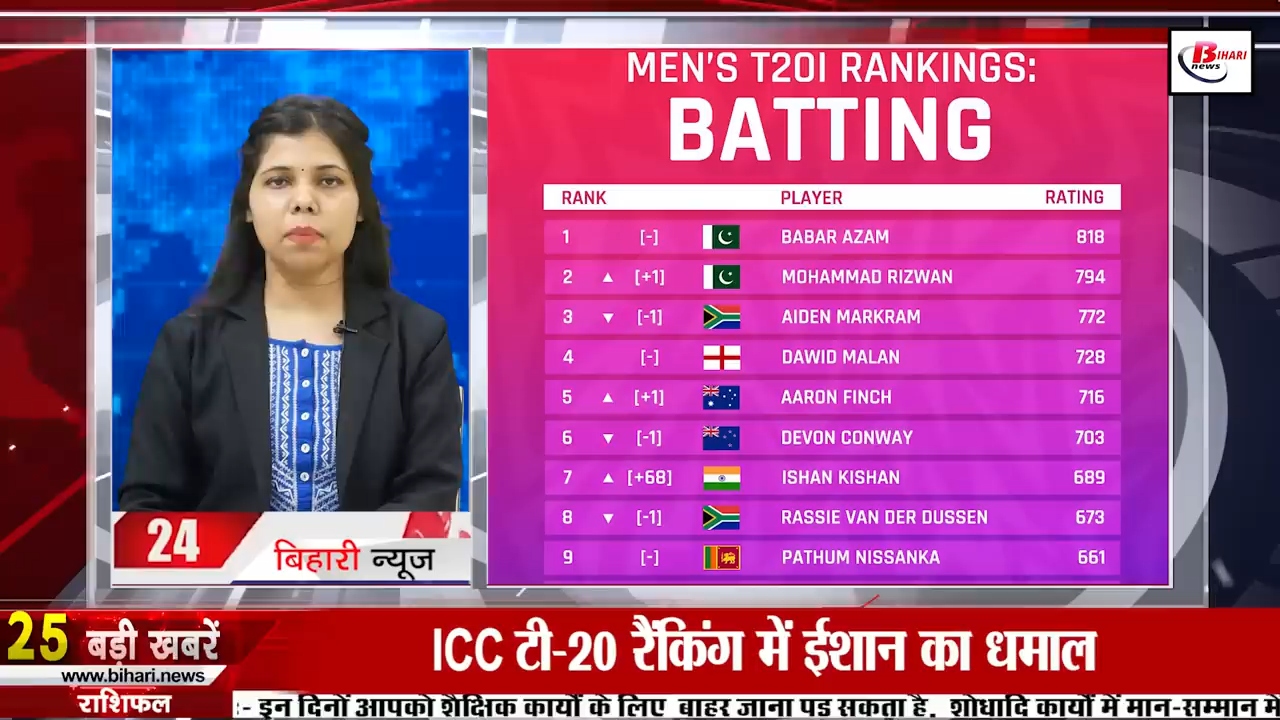 MEN'S T20I RANKINGS:
BATTING
BIHARI
news
RANK PLAYER RATING
1 [-] BABAR AZAM 818
2 ▲ [+1] MOHAMMAD RIZWAN 794
3 ▼ [-1] AIDEN MARKRAM 772
4 [-] DAWID MALAN 728
5 ▲ [+1] AARON FINCH 716
6 ▼ [-1] DEVON CONWAY 703
7 ▲ [+68] ISHAN KISHAN 689
8 ▼ [-1] RASSIE VAN DER DUSSEN 673
9 [-] PATHUM NISSANKA 661
24
बिहारी न्यूज
25 बड़ी खबरें
www.bihari.news
ICC टी-20 रैंकिंग में ईशान का धमाल
राशिफल
:- इन दिनों आपको शैक्षिक कार्यो के लिए बाहर जाना पड सकता है. शोधादि कार्यों में मान-सम्मान में